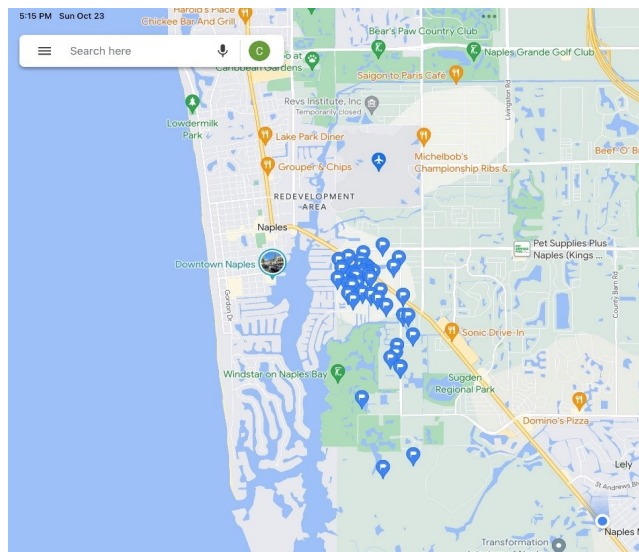 5:15 PM Sun Oct 23
Harold's Place
Chickee Bar And Grill
Search here
C
Bear's Paw Country Club
Naples Grande Golf Club
Caribbean Gardens
Saigon to Paris Cafe
Livingston Rd
Revs Institute, Inc
Temporarily closed
Lowdermilk
Park
Lake Park Diner
Grouper & Chips
Michelbob's
Championship Ribs &..
REDEVELOPMENT
AREA
Naples
Pet Supplies Plus
Naples (Kings ...
Downtown Naples
County Barn Rd
Gordon Dr
Sonic Drive-In
Windstar on Naples Bay
Sugden
Regional Park
Domino's Pizza
Lely
St Andrews Bl
Naples M
Transformation